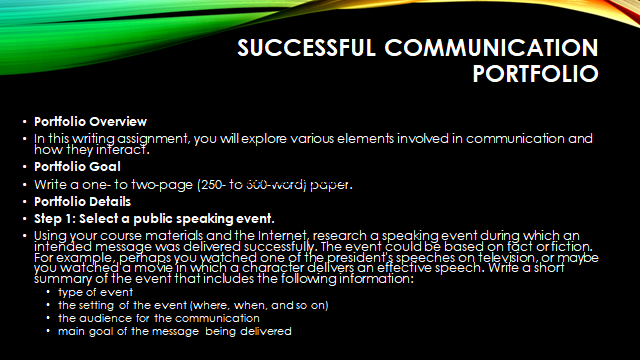 SUCCESSFUL COMMUNICATION
PORTFOLIO
• Portfolio Overview
• In this writing assignment, you will explore various elements involved in communication and
how they interact.
• Portfolio Goal
• Write a one- to two-page (250- to 500-word) paper.
• Portfolio Details
• Step 1: Select a public speaking event.
• Using your course materials and the Internet, research a speaking event during which an
intended message was delivered successfully. The event could be based on fact or fiction.
For example, perhaps you watched one of the president's speeches on television, or maybe
you watched a movie in which a character delivers an effective speech. Write a short
summary of the event that includes the following information:
• type of event
• the setting of the event (where, when, and so on)
• the audience for the communication
• main goal of the message being delivered